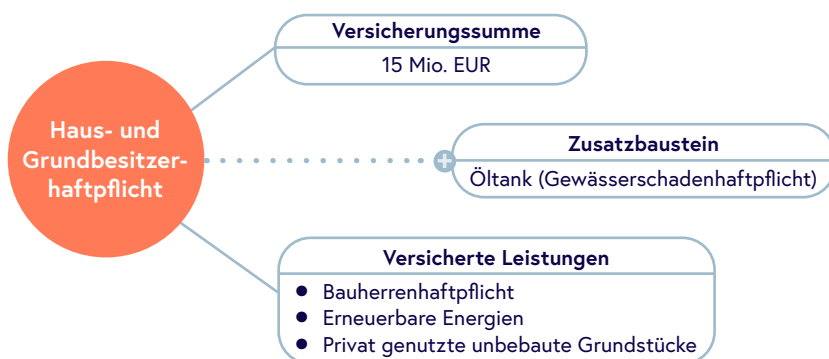 Haus- und
Grundbesitzer-
haftpflicht
Versicherungssumme
15 Mio. EUR
Zusatzbaustein
Öltank (Gewässerschadenhaftpflicht)
Versicherte Leistungen
● Bauherrenhaftpflicht
● Erneuerbare Energien
● Privat genutzte unbebaute Grundstücke